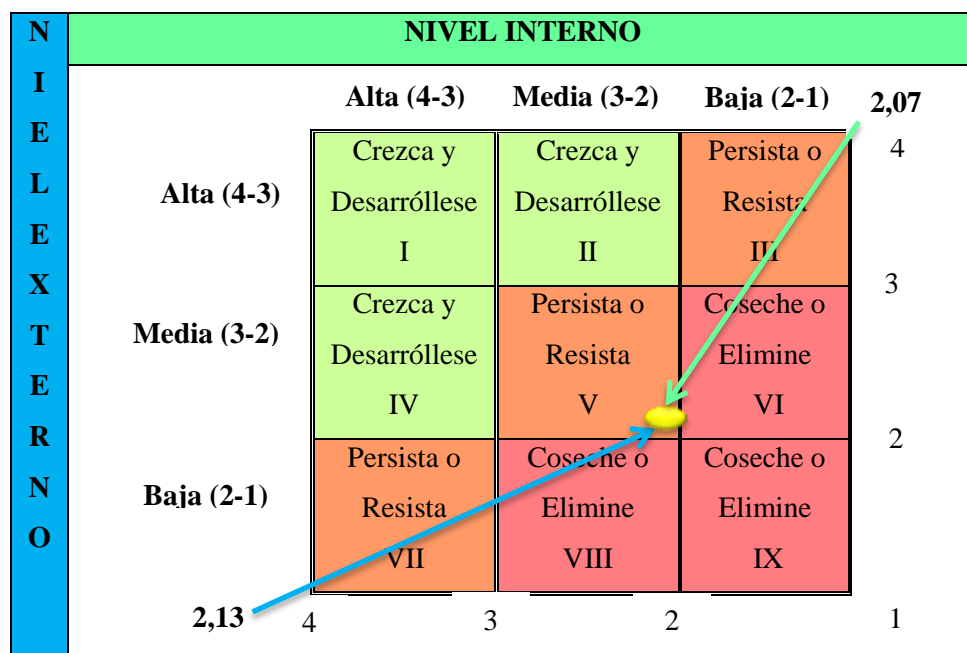 NIVEL INTERNO
N
I
E
L
E
X
T
E
R
N
O
Alta (4-3) Media (3-2) Baja (2-1) 2,07
Alta (4-3)
Crezca y
Desarróllese
I
Crezca y
Desarróllese
II
Persista o
Resista
III
4
3
Media (3-2)
Crezca y
Desarróllese
IV
Persista o
Resista
V
Coseche o
Elimine
VI
2
Baja (2-1)
Persista o
Resista
VII
Coseche o
Elimine
VIII
Coseche o
Elimine
IX
2,13 4 3 2 1